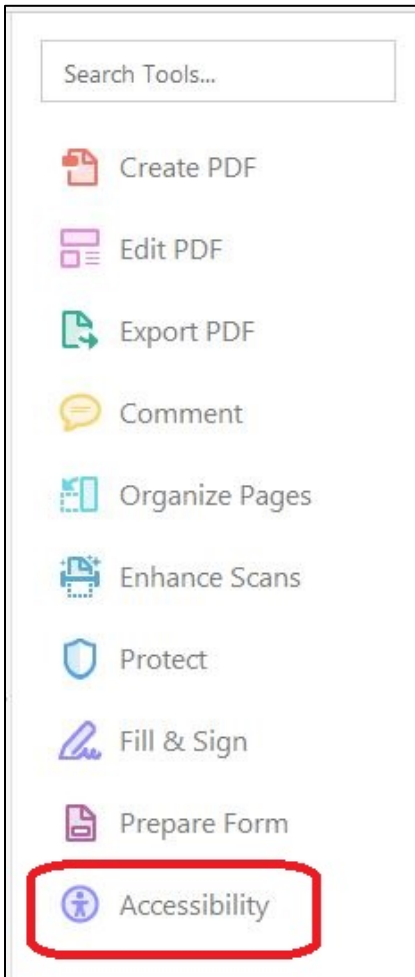 Search Tools...
Create PDF
Edit PDF
Export PDF
Comment
Organize Pages
Enhance Scans
Protect
Fill & Sign
Prepare Form
Accessibility